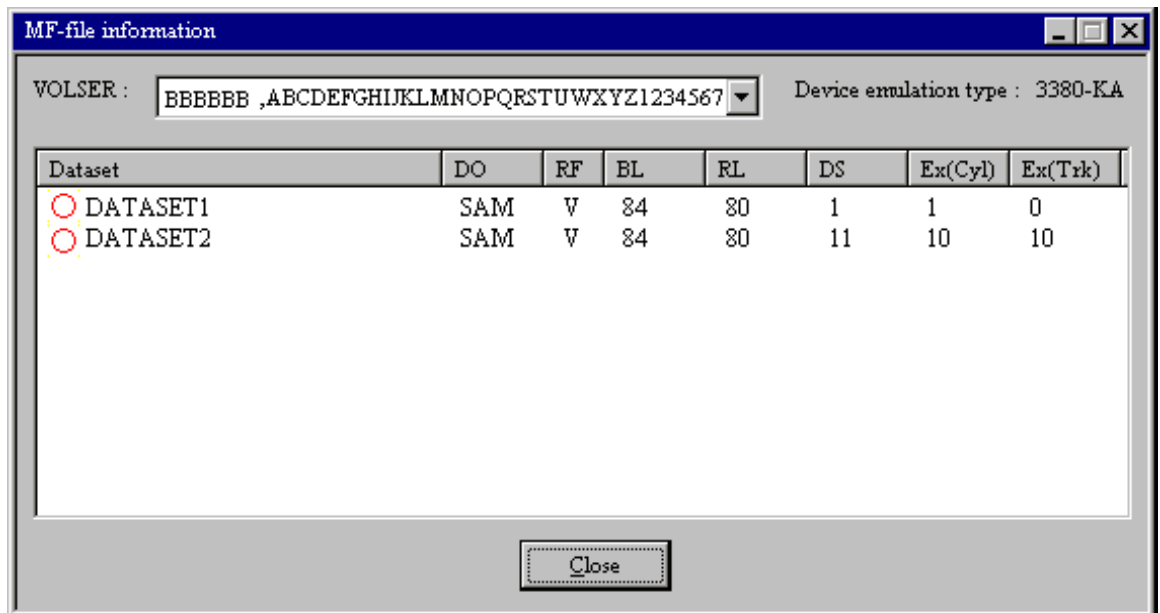 MF-file information
VOLSER : BBBBBB ,ABCDEFGHIJKLMNOPQRSTUWXYZ1234567 Device emulation type : 3380-KA
Dataset DO RF BL RL DS Ex(Cyl) Ex(Trk)
DATASET1 SAM V 84 80 1 1 0
DATASET2 SAM V 84 80 11 10 10
Close